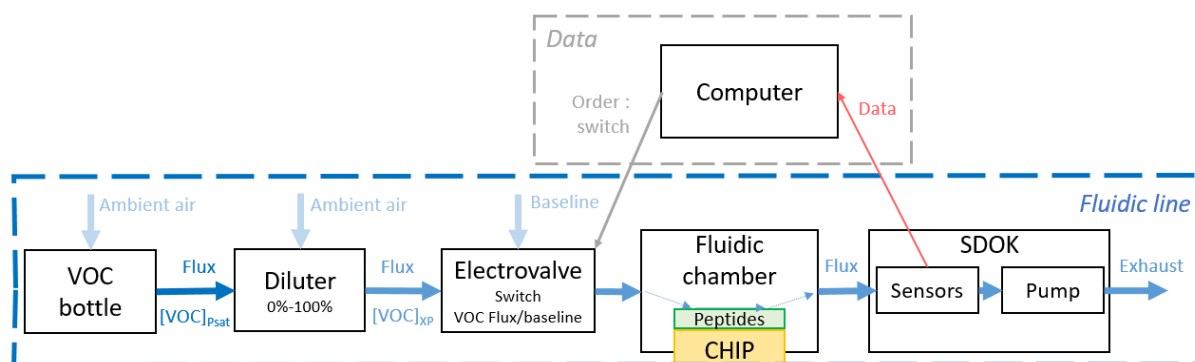 Data
Computer
Order :
switch
Data
Fluidic line
Ambient air
Ambient air
Baseline
VOC
bottle
Flux
[VOC]Psat
Diluter
0%-100%
Flux
[VOC]XP
Electrovalve
Switch
VOC Flux/baseline
Fluidic
chamber
Peptides
CHIP
Flux
SDOK
Sensors
Pump
Exhaust